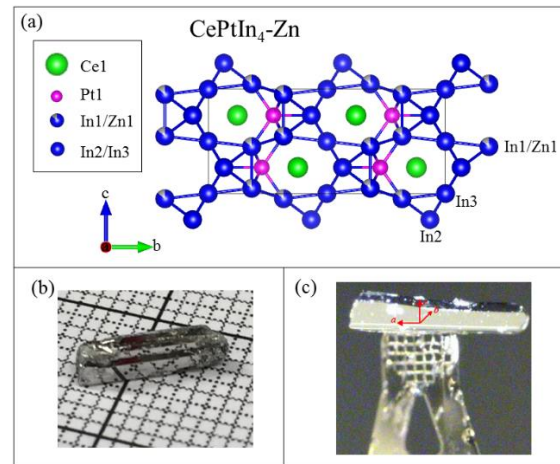 (a)
CePtIn₄-Zn
Ce1
Pt1
In1/Zn1
In2/In3
In1/Zn1
In3
In2
c
a
b
(b)
(c)
a
b